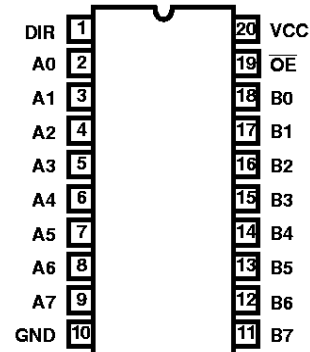 DIR 1 20 VCC
A0 2 19 O̅E̅
A1 3 18 B0
A2 4 17 B1
A3 5 16 B2
A4 6 15 B3
A5 7 14 B4
A6 8 13 B5
A7 9 12 B6
GND 10 11 B7